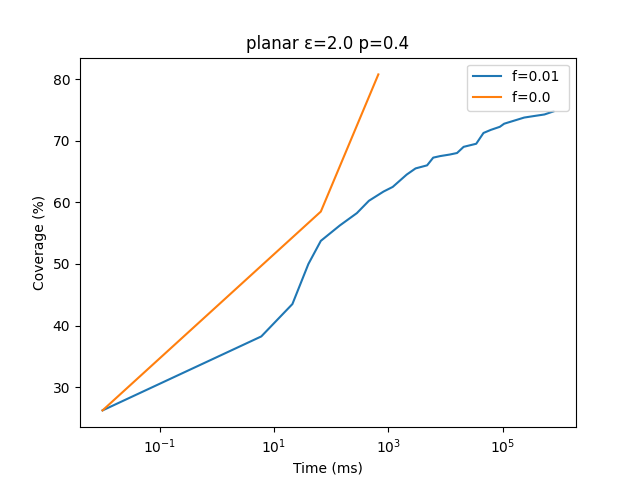 planar ε=2.0 p=0.4
f=0.01
f=0.0
80
70
60
50
40
30
Coverage (%)
10⁻¹ 10¹ 10³ 10⁵
Time (ms)